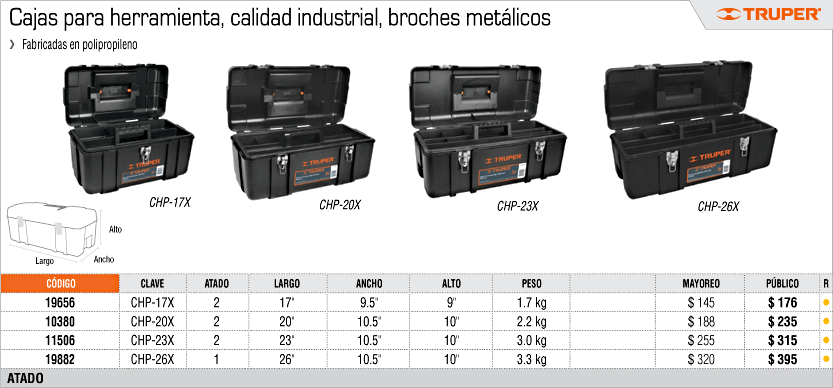 Cajas para herramienta, calidad industrial, broches metálicos
TRUPER®
❯ Fabricadas en polipropileno
TRUPER
TRUPER
TRUPER
TRUPER
CHP-17X
CHP-20X
CHP-23X
CHP-26X
Alto
Largo
Ancho
CÓDIGO CLAVE ATADO LARGO ANCHO ALTO PESO MAYOREO PÚBLICO R
19656 CHP-17X 2 17" 9.5" 9" 1.7 kg $ 145 $ 176
10380 CHP-20X 2 20" 10.5" 10" 2.2 kg $ 188 $ 235
11506 CHP-23X 2 23" 10.5" 10" 3.0 kg $ 255 $ 315
19882 CHP-26X 1 26" 10.5" 10" 3.3 kg $ 320 $ 395
ATADO